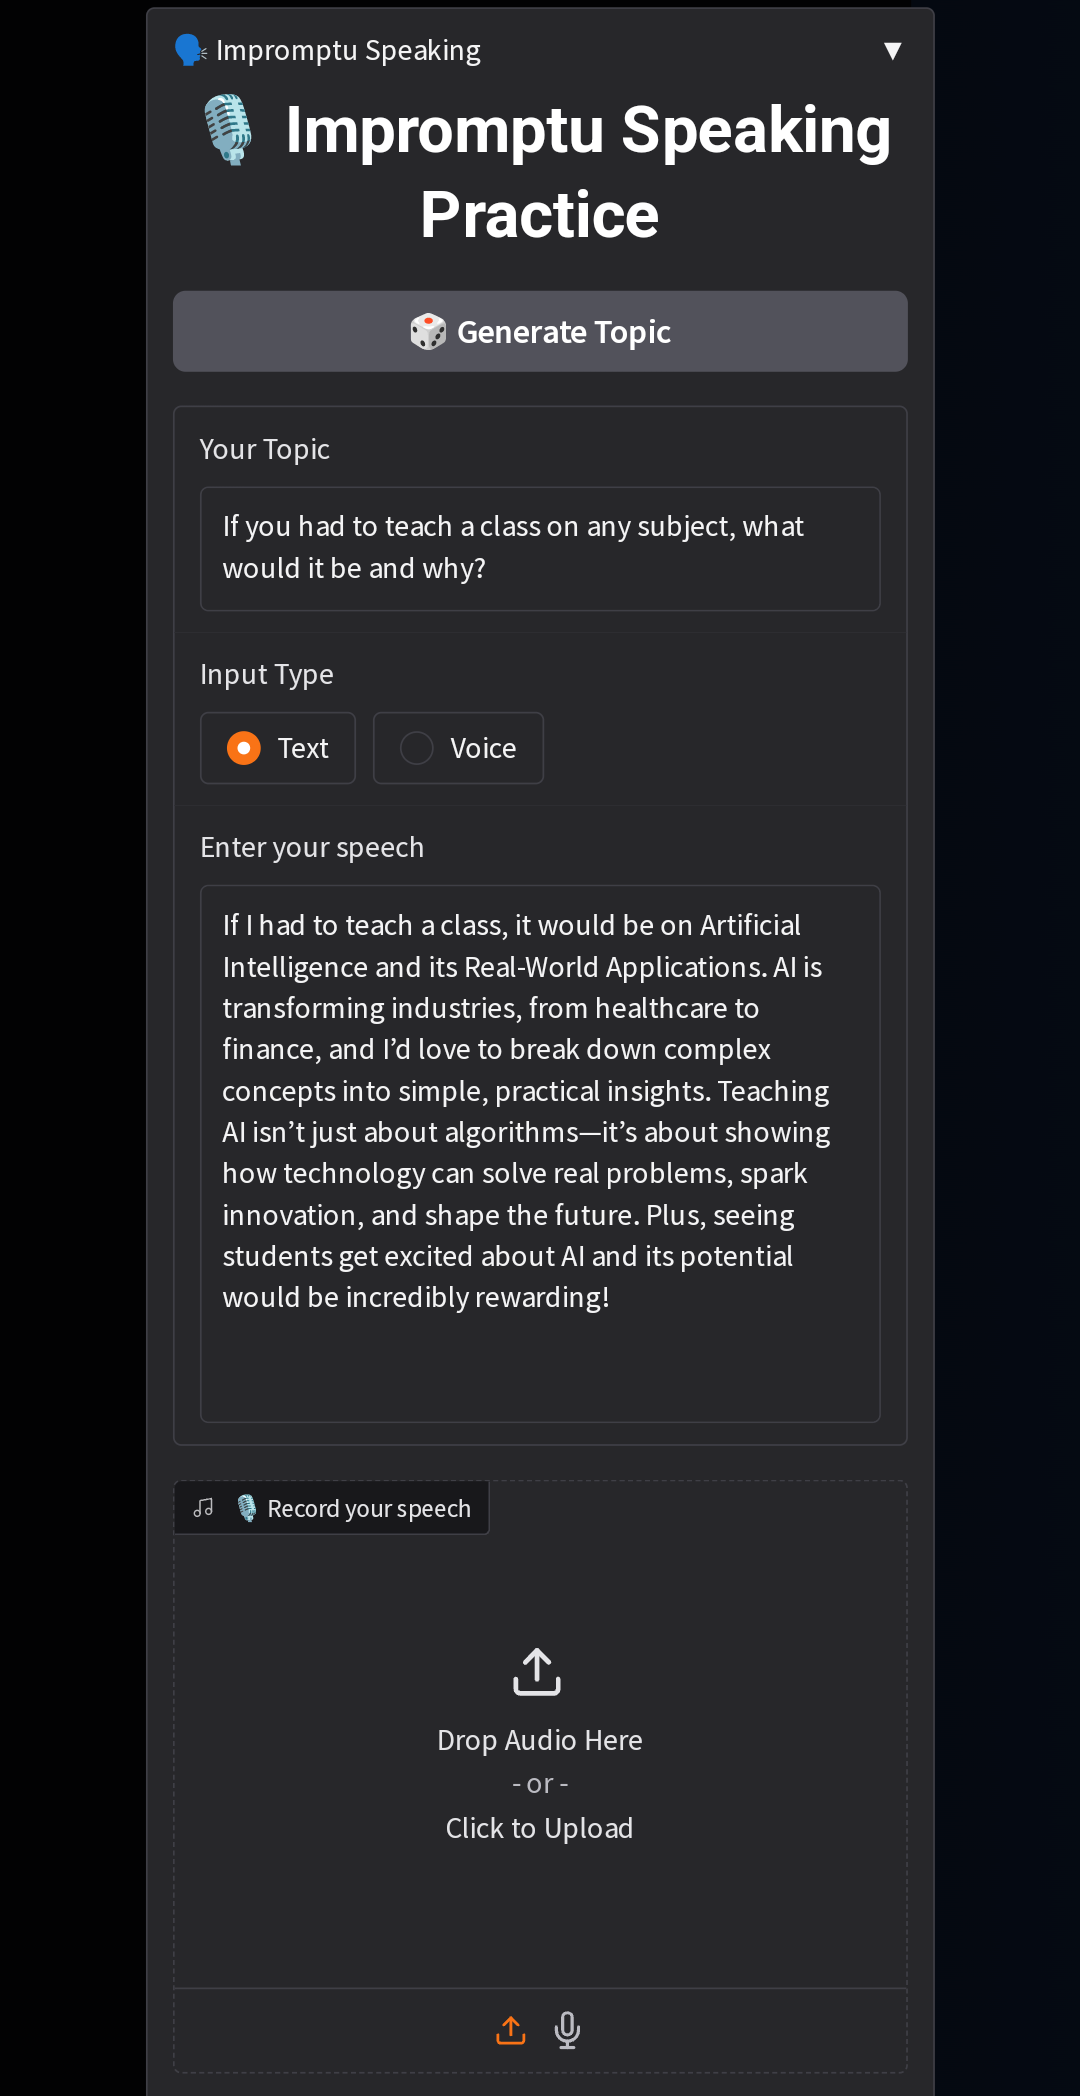 🗣️ Impromptu Speaking ▼
🎙️ Impromptu Speaking
Practice
🎲 Generate Topic
Your Topic
If you had to teach a class on any subject, what
would it be and why?
Input Type
Text
Voice
Enter your speech
If I had to teach a class, it would be on Artificial
Intelligence and its Real-World Applications. AI is
transforming industries, from healthcare to
finance, and I’d love to break down complex
concepts into simple, practical insights. Teaching
AI isn’t just about algorithms—it’s about showing
how technology can solve real problems, spark
innovation, and shape the future. Plus, seeing
students get excited about AI and its potential
would be incredibly rewarding!
🎙️ Record your speech
Drop Audio Here
- or -
Click to Upload